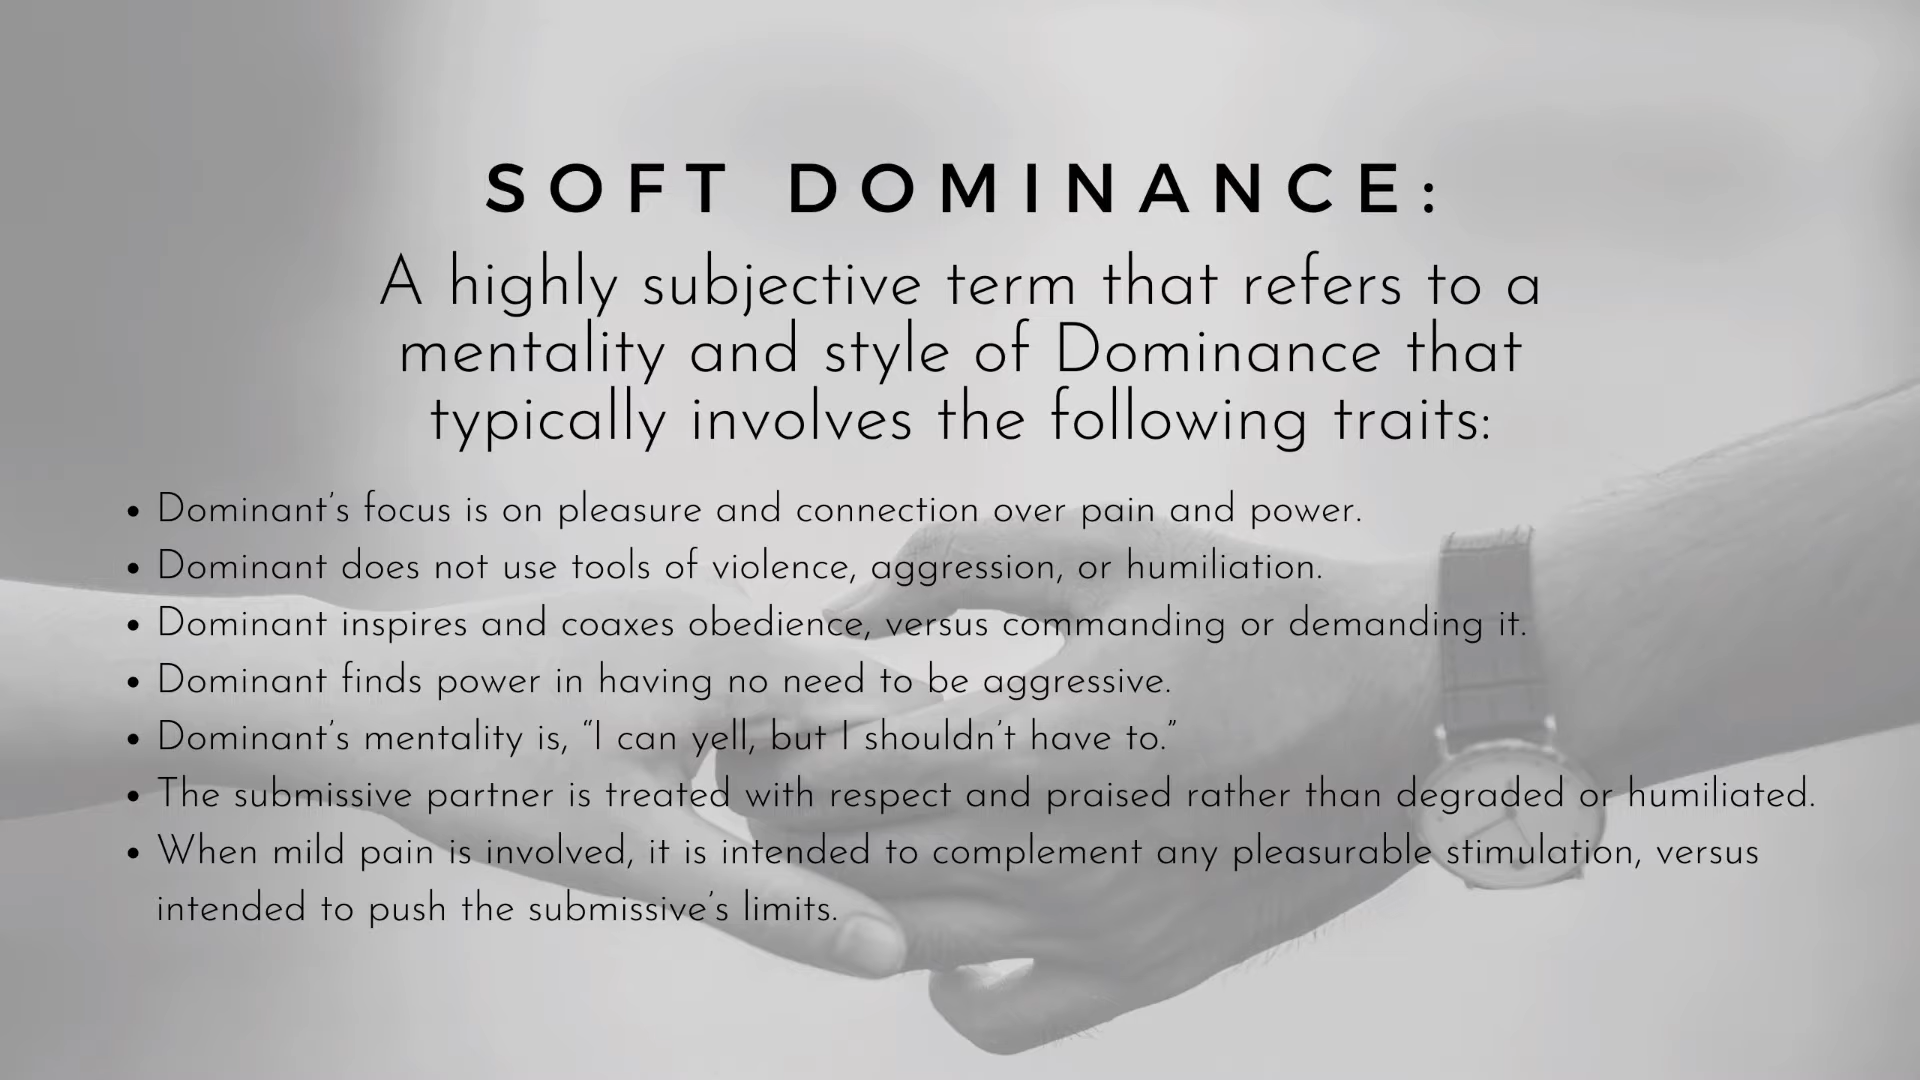 SOFT DOMINANCE:
A highly subjective term that refers to a
mentality and style of Dominance that
typically involves the following traits:
• Dominant’s focus is on pleasure and connection over pain and power.
• Dominant does not use tools of violence, aggression, or humiliation.
• Dominant inspires and coaxes obedience, versus commanding or demanding it.
• Dominant finds power in having no need to be aggressive.
• Dominant’s mentality is, “I can yell, but I shouldn’t have to.”
• The submissive partner is treated with respect and praised rather than degraded or humiliated.
• When mild pain is involved, it is intended to complement any pleasurable stimulation, versus
intended to push the submissive’s limits.